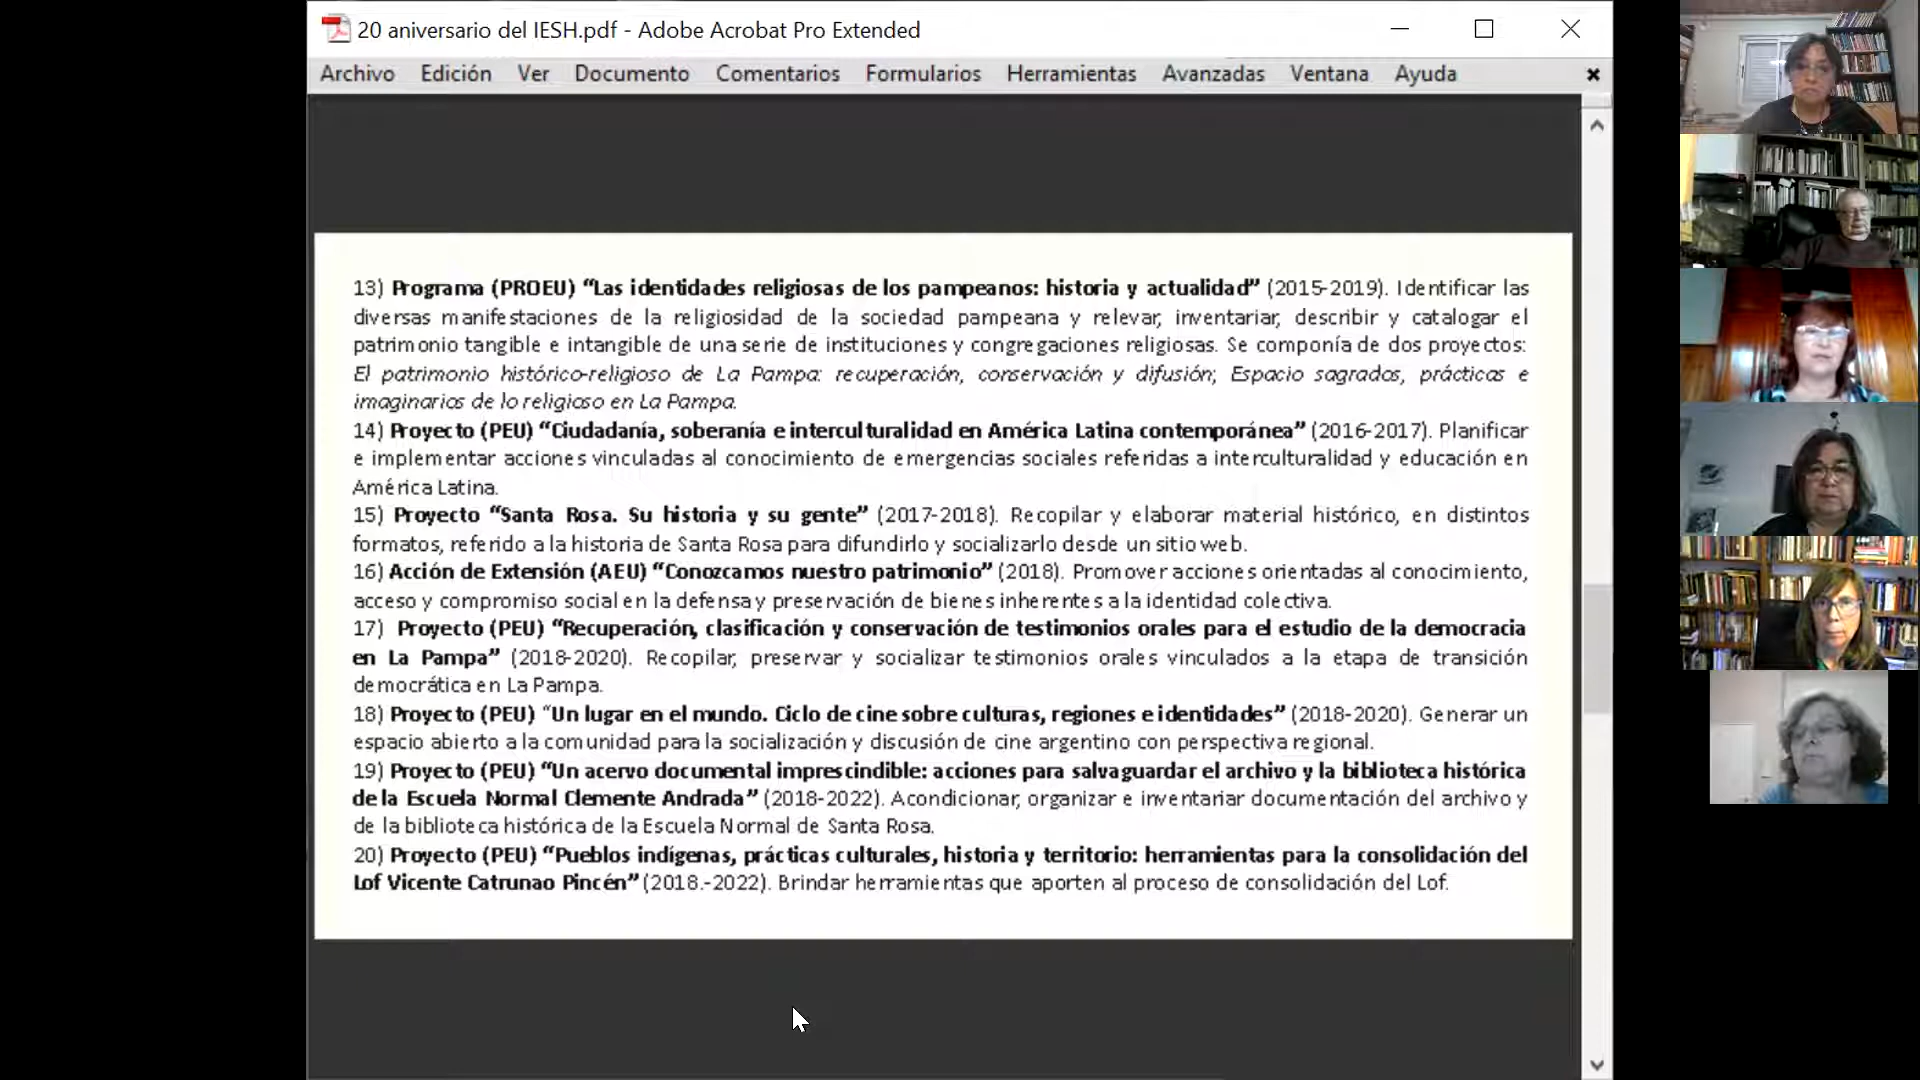 20 aniversario del IESH.pdf - Adobe Acrobat Pro Extended
Archivo Edición Ver Documento Comentarios Formularios Herramientas Avanzadas Ventana Ayuda
13) Programa (PROEU) “Las identidades religiosas de los pampeanos: historia y actualidad” (2015-2019). Identificar las
diversas manifestaciones de la religiosidad de la sociedad pampeana y relevar, inventariar, describir y catalogar el
patrimonio tangible e intangible de una serie de instituciones y congregaciones religiosas. Se componía de dos proyectos:
El patrimonio histórico-religioso de La Pampa: recuperación, conservación y difusión; Espacio sagrados, prácticas e
imaginarios de lo religioso en La Pampa.
14) Proyecto (PEU) “Ciudadanía, soberanía e interculturalidad en América Latina contemporánea” (2016-2017). Planificar
e implementar acciones vinculadas al conocimiento de emergencias sociales referidas a interculturalidad y educación en
América Latina.
15) Proyecto “Santa Rosa. Su historia y su gente” (2017-2018). Recopilar y elaborar material histórico, en distintos
formatos, referido a la historia de Santa Rosa para difundirlo y socializarlo desde un sitio web.
16) Acción de Extensión (AEU) “Conozcamos nuestro patrimonio” (2018). Promover acciones orientadas al conocimiento,
acceso y compromiso social en la defensa y preservación de bienes inherentes a la identidad colectiva.
17) Proyecto (PEU) “Recuperación, clasificación y conservación de testimonios orales para el estudio de la democracia
en La Pampa” (2018-2020). Recopilar, preservar y socializar testimonios orales vinculados a la etapa de transición
democrática en La Pampa.
18) Proyecto (PEU) “Un lugar en el mundo. Ciclo de cine sobre culturas, regiones e identidades” (2018-2020). Generar un
espacio abierto a la comunidad para la socialización y discusión de cine argentino con perspectiva regional.
19) Proyecto (PEU) “Un acervo documental imprescindible: acciones para salvaguardar el archivo y la biblioteca histórica
de la Escuela Normal Clemente Andrada” (2018-2022). Acondicionar, organizar e inventariar documentación del archivo y
de la biblioteca histórica de la Escuela Normal de Santa Rosa.
20) Proyecto (PEU) “Pueblos indígenas, prácticas culturales, historia y territorio: herramientas para la consolidación del
Lof Vicente Catrunao Pincén” (2018.-2022). Brindar herramientas que aporten al proceso de consolidación del Lof.